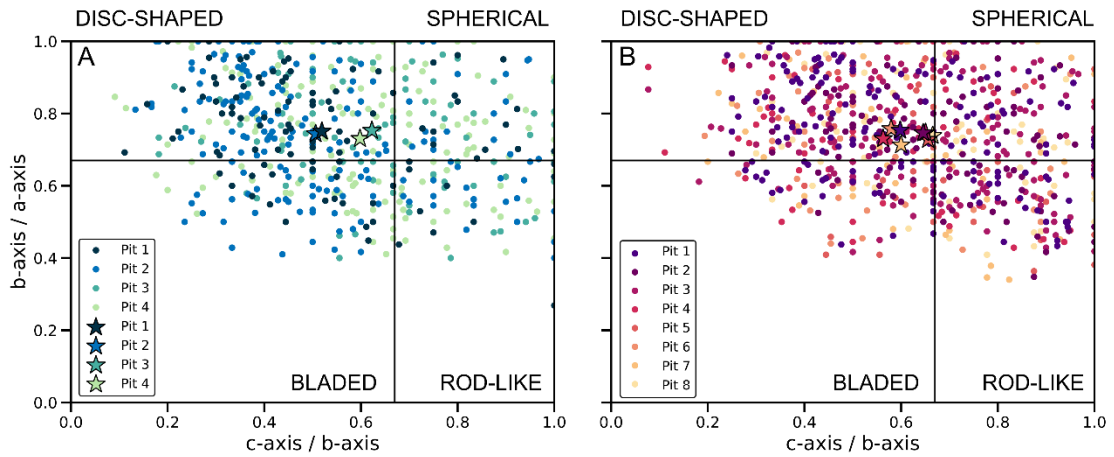 DISC-SHAPED SPHERICAL
A
1.0
0.8
0.6
0.4
0.2
0.0
b-axis / a-axis
Pit 1
Pit 2
Pit 3
Pit 4
Pit 1
Pit 2
Pit 3
Pit 4
BLADED ROD-LIKE
0.0 0.2 0.4 0.6 0.8 1.0
c-axis / b-axis
DISC-SHAPED SPHERICAL
B
Pit 1
Pit 2
Pit 3
Pit 4
Pit 5
Pit 6
Pit 7
Pit 8
BLADED ROD-LIKE
0.0 0.2 0.4 0.6 0.8 1.0
c-axis / b-axis